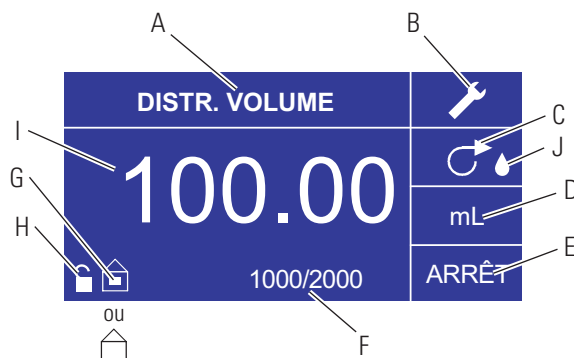 A
B
DISTR. VOLUME
C
J
I
100.00
G
mL
D
H
1000/2000
ARRÊT
E
ou
F